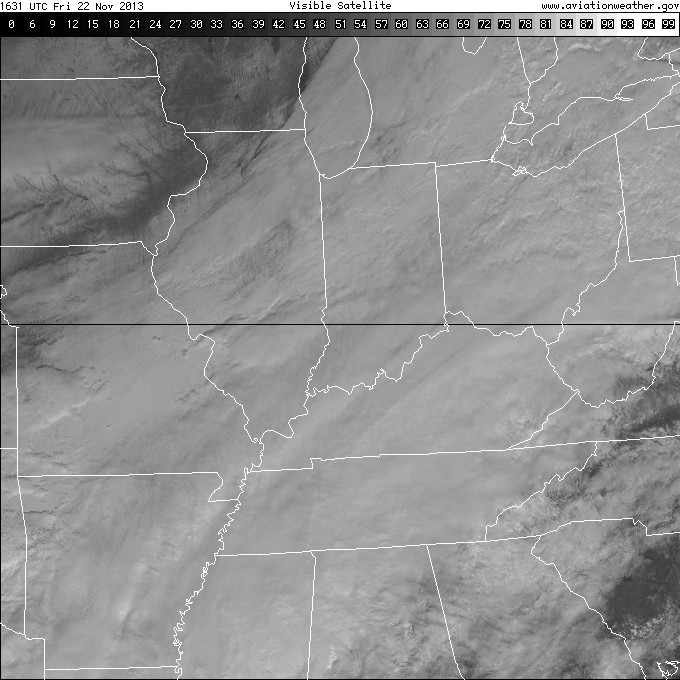 1631 UTC Fri 22 Nov 2013 Visible Satellite www.aviationweather.gov
0 6 9 12 15 18 21 24 27 30 33 36 39 42 45 48 51 54 57 60 63 66 69 72 75 78 81 84 87 90 93 96 99